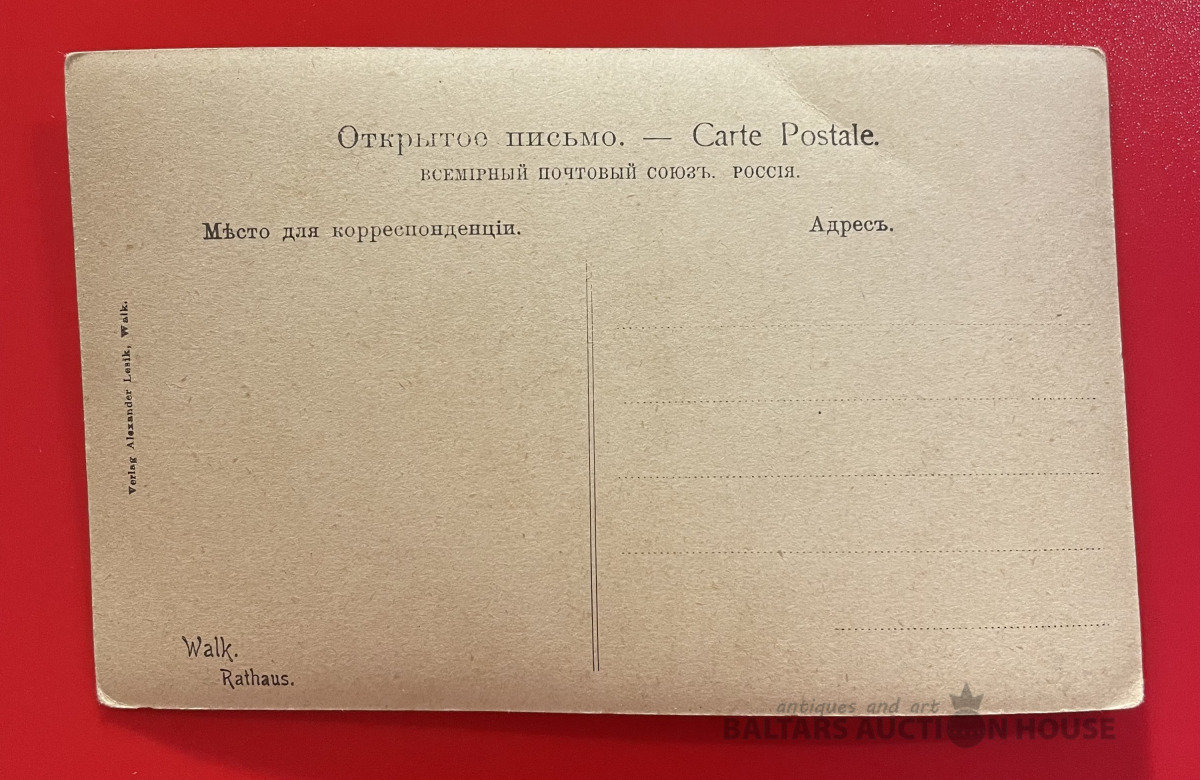 Открытое письмо. — Carte Postale.
ВСЕМІРНЫЙ ПОЧТОВЫЙ СОЮЗЪ. РОССІЯ.
Мѣсто для корреспонденціи.
Адресъ.
Verlag Alexander Lesik, Walk.
Walk.
Rathaus.
antiques and art
BALTARS AUCTION HOUSE